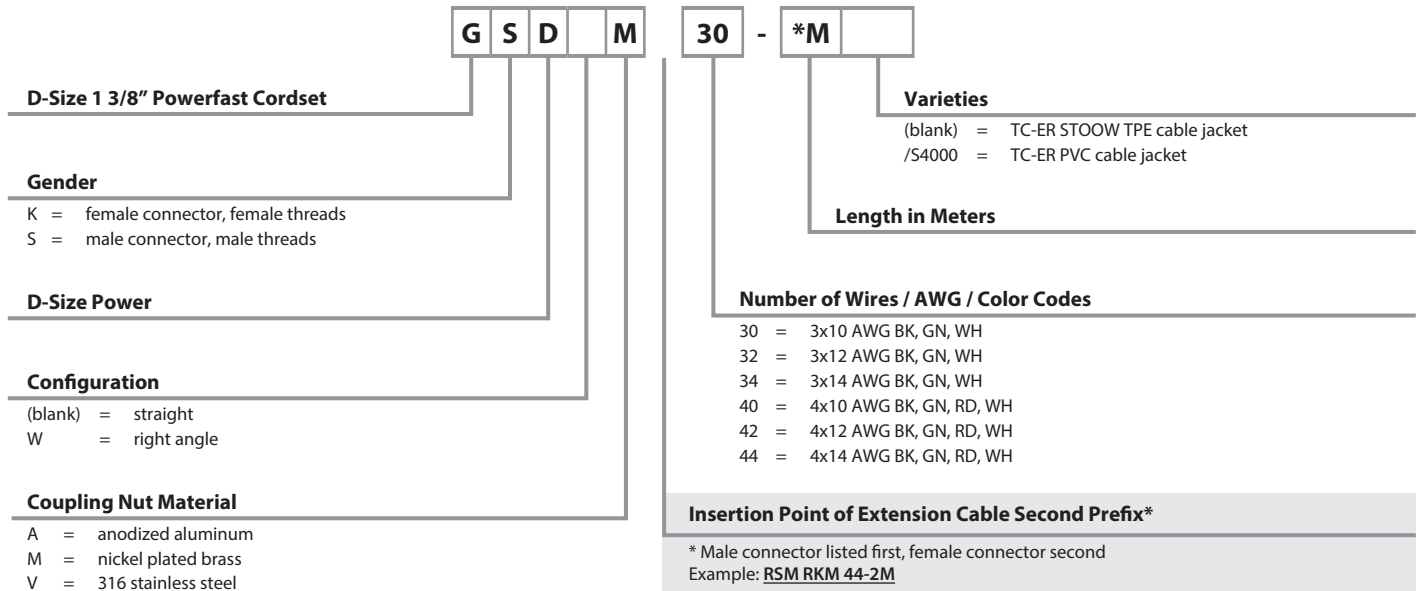 G S D M 30 - *M
D-Size 1 3/8” Powerfast Cordset
Gender
K = female connector, female threads
S = male connector, male threads
D-Size Power
Configuration
(blank) = straight
W = right angle
Coupling Nut Material
A = anodized aluminum
M = nickel plated brass
V = 316 stainless steel
Varieties
(blank) = TC-ER STOOW TPE cable jacket
/S4000 = TC-ER PVC cable jacket
Length in Meters
Number of Wires / AWG / Color Codes
30 = 3x10 AWG BK, GN, WH
32 = 3x12 AWG BK, GN, WH
34 = 3x14 AWG BK, GN, WH
40 = 4x10 AWG BK, GN, RD, WH
42 = 4x12 AWG BK, GN, RD, WH
44 = 4x14 AWG BK, GN, RD, WH
Insertion Point of Extension Cable Second Prefix*
* Male connector listed first, female connector second
Example: RSM RKM 44-2M